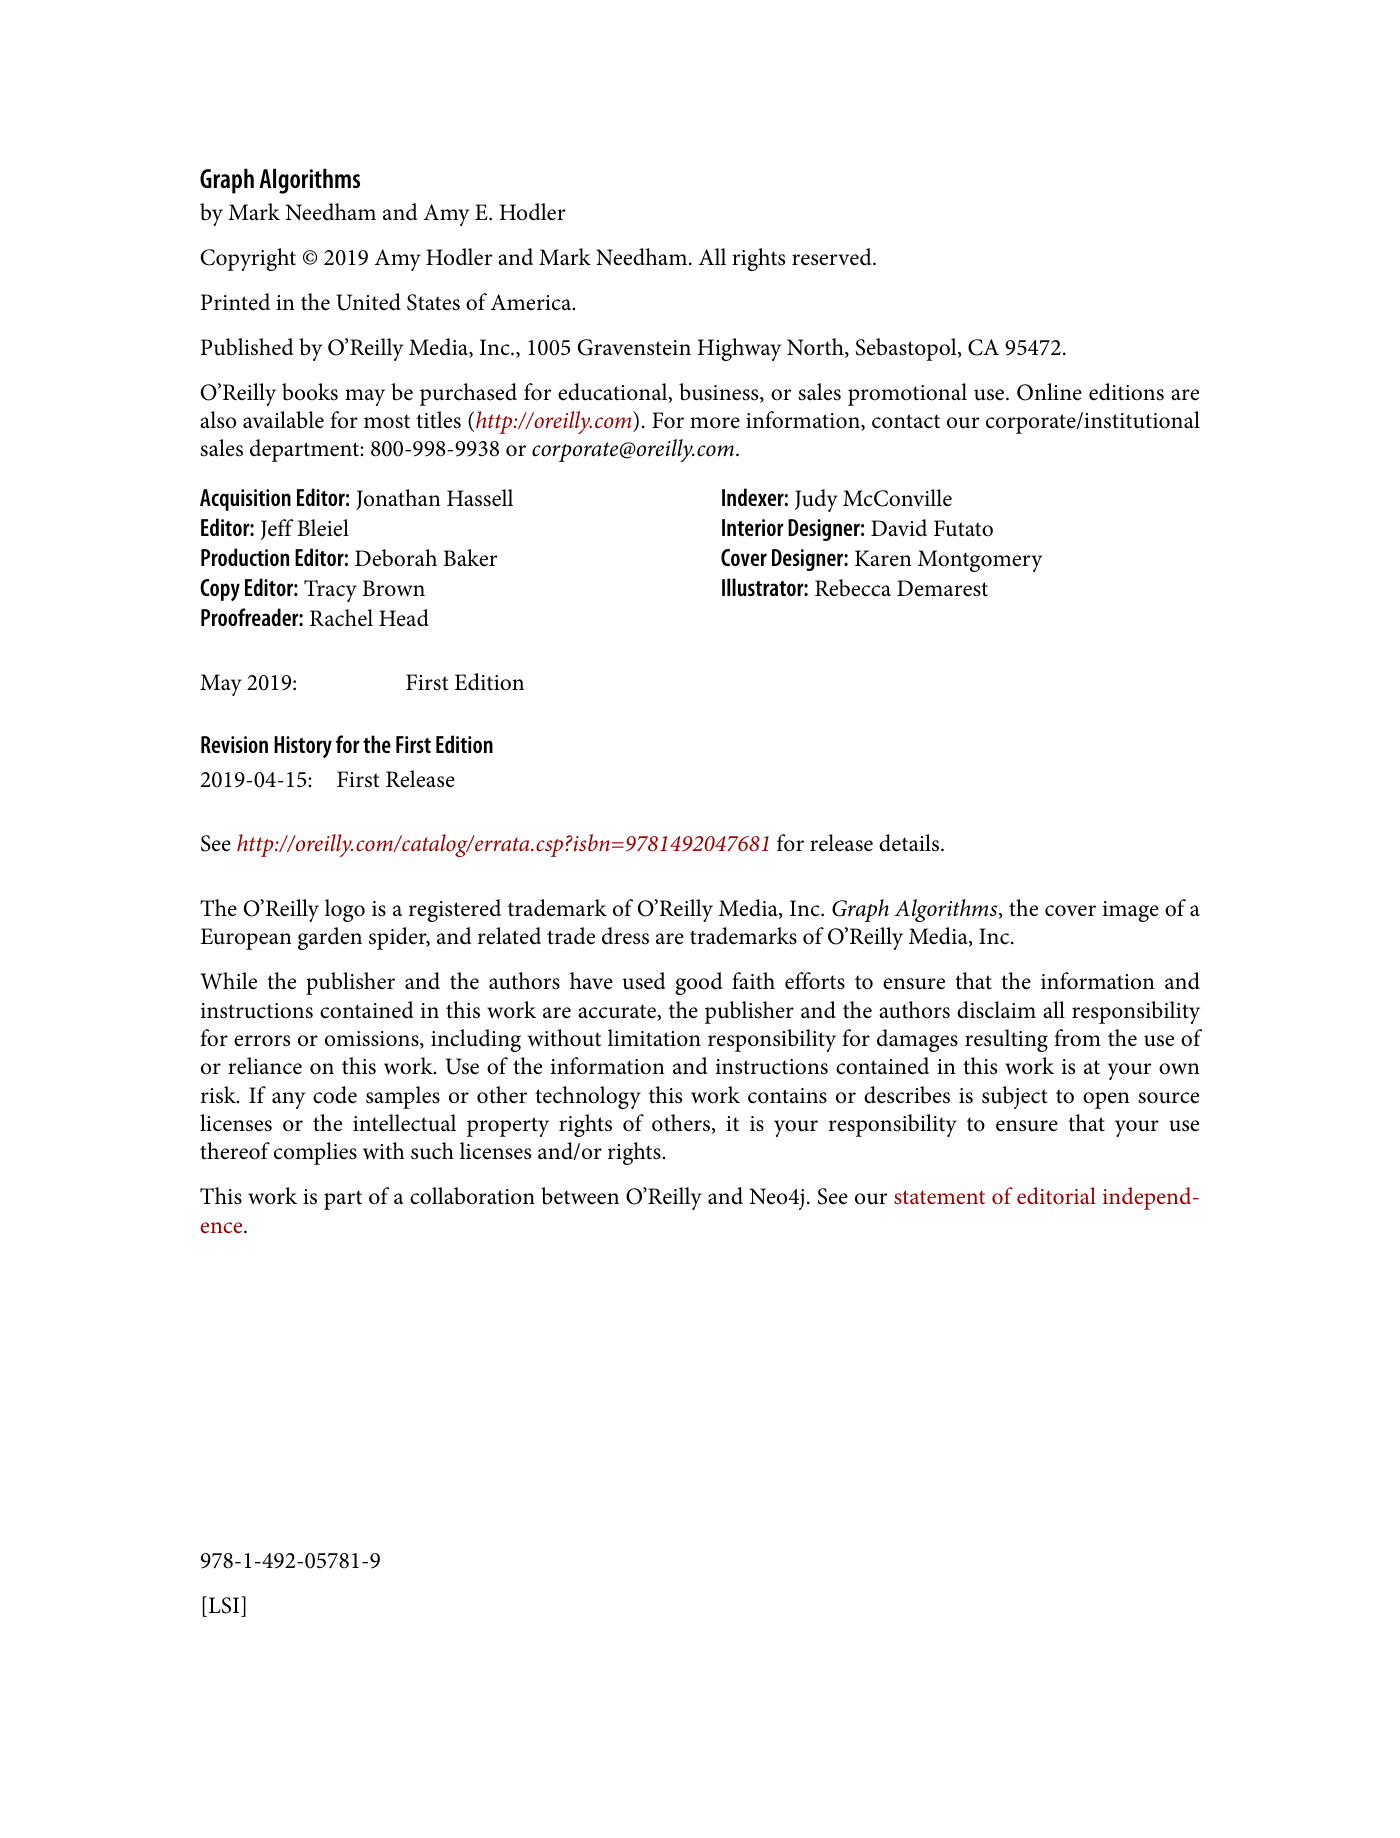 Graph Algorithms
by Mark Needham and Amy E. Hodler
Copyright © 2019 Amy Hodler and Mark Needham. All rights reserved.
Printed in the United States of America.
Published by O’Reilly Media, Inc., 1005 Gravenstein Highway North, Sebastopol, CA 95472.
O’Reilly books may be purchased for educational, business, or sales promotional use. Online editions are
also available for most titles (http://oreilly.com). For more information, contact our corporate/institutional
sales department: 800-998-9938 or corporate@oreilly.com.
Acquisition Editor: Jonathan Hassell
Editor: Jeff Bleiel
Production Editor: Deborah Baker
Copy Editor: Tracy Brown
Proofreader: Rachel Head
Indexer: Judy McConville
Interior Designer: David Futato
Cover Designer: Karen Montgomery
Illustrator: Rebecca Demarest
May 2019: First Edition
Revision History for the First Edition
2019-04-15: First Release
See http://oreilly.com/catalog/errata.csp?isbn=9781492047681 for release details.
The O’Reilly logo is a registered trademark of O’Reilly Media, Inc. Graph Algorithms, the cover image of a
European garden spider, and related trade dress are trademarks of O’Reilly Media, Inc.
While the publisher and the authors have used good faith efforts to ensure that the information and
instructions contained in this work are accurate, the publisher and the authors disclaim all responsibility
for errors or omissions, including without limitation responsibility for damages resulting from the use of
or reliance on this work. Use of the information and instructions contained in this work is at your own
risk. If any code samples or other technology this work contains or describes is subject to open source
licenses or the intellectual property rights of others, it is your responsibility to ensure that your use
thereof complies with such licenses and/or rights.
This work is part of a collaboration between O’Reilly and Neo4j. See our statement of editorial independ-
ence.
978-1-492-05781-9
[LSI]